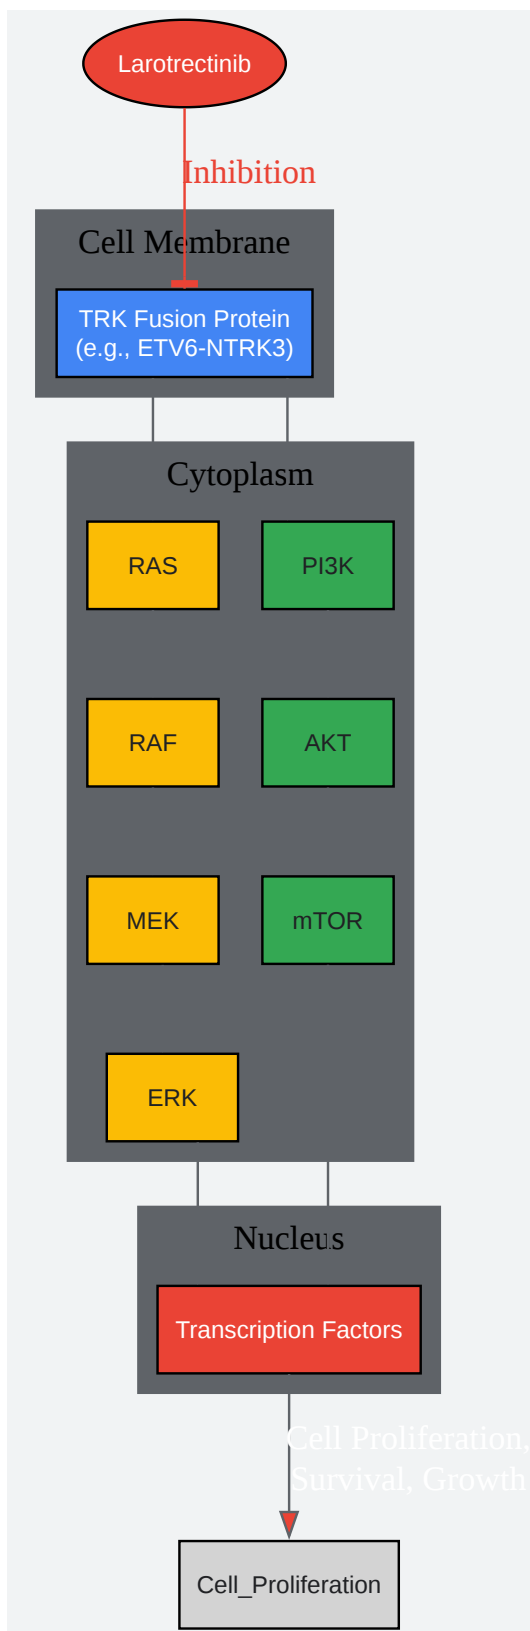 Larotrectinib
Inhibition
Cell Membrane
TRK Fusion Protein
(e.g., ETV6-NTRK3)
Cytoplasm
RAS
PI3K
RAF
AKT
MEK
mTOR
ERK
Nucleus
Transcription Factors
Cell Proliferation,
Survival, Growth
Cell_Proliferation